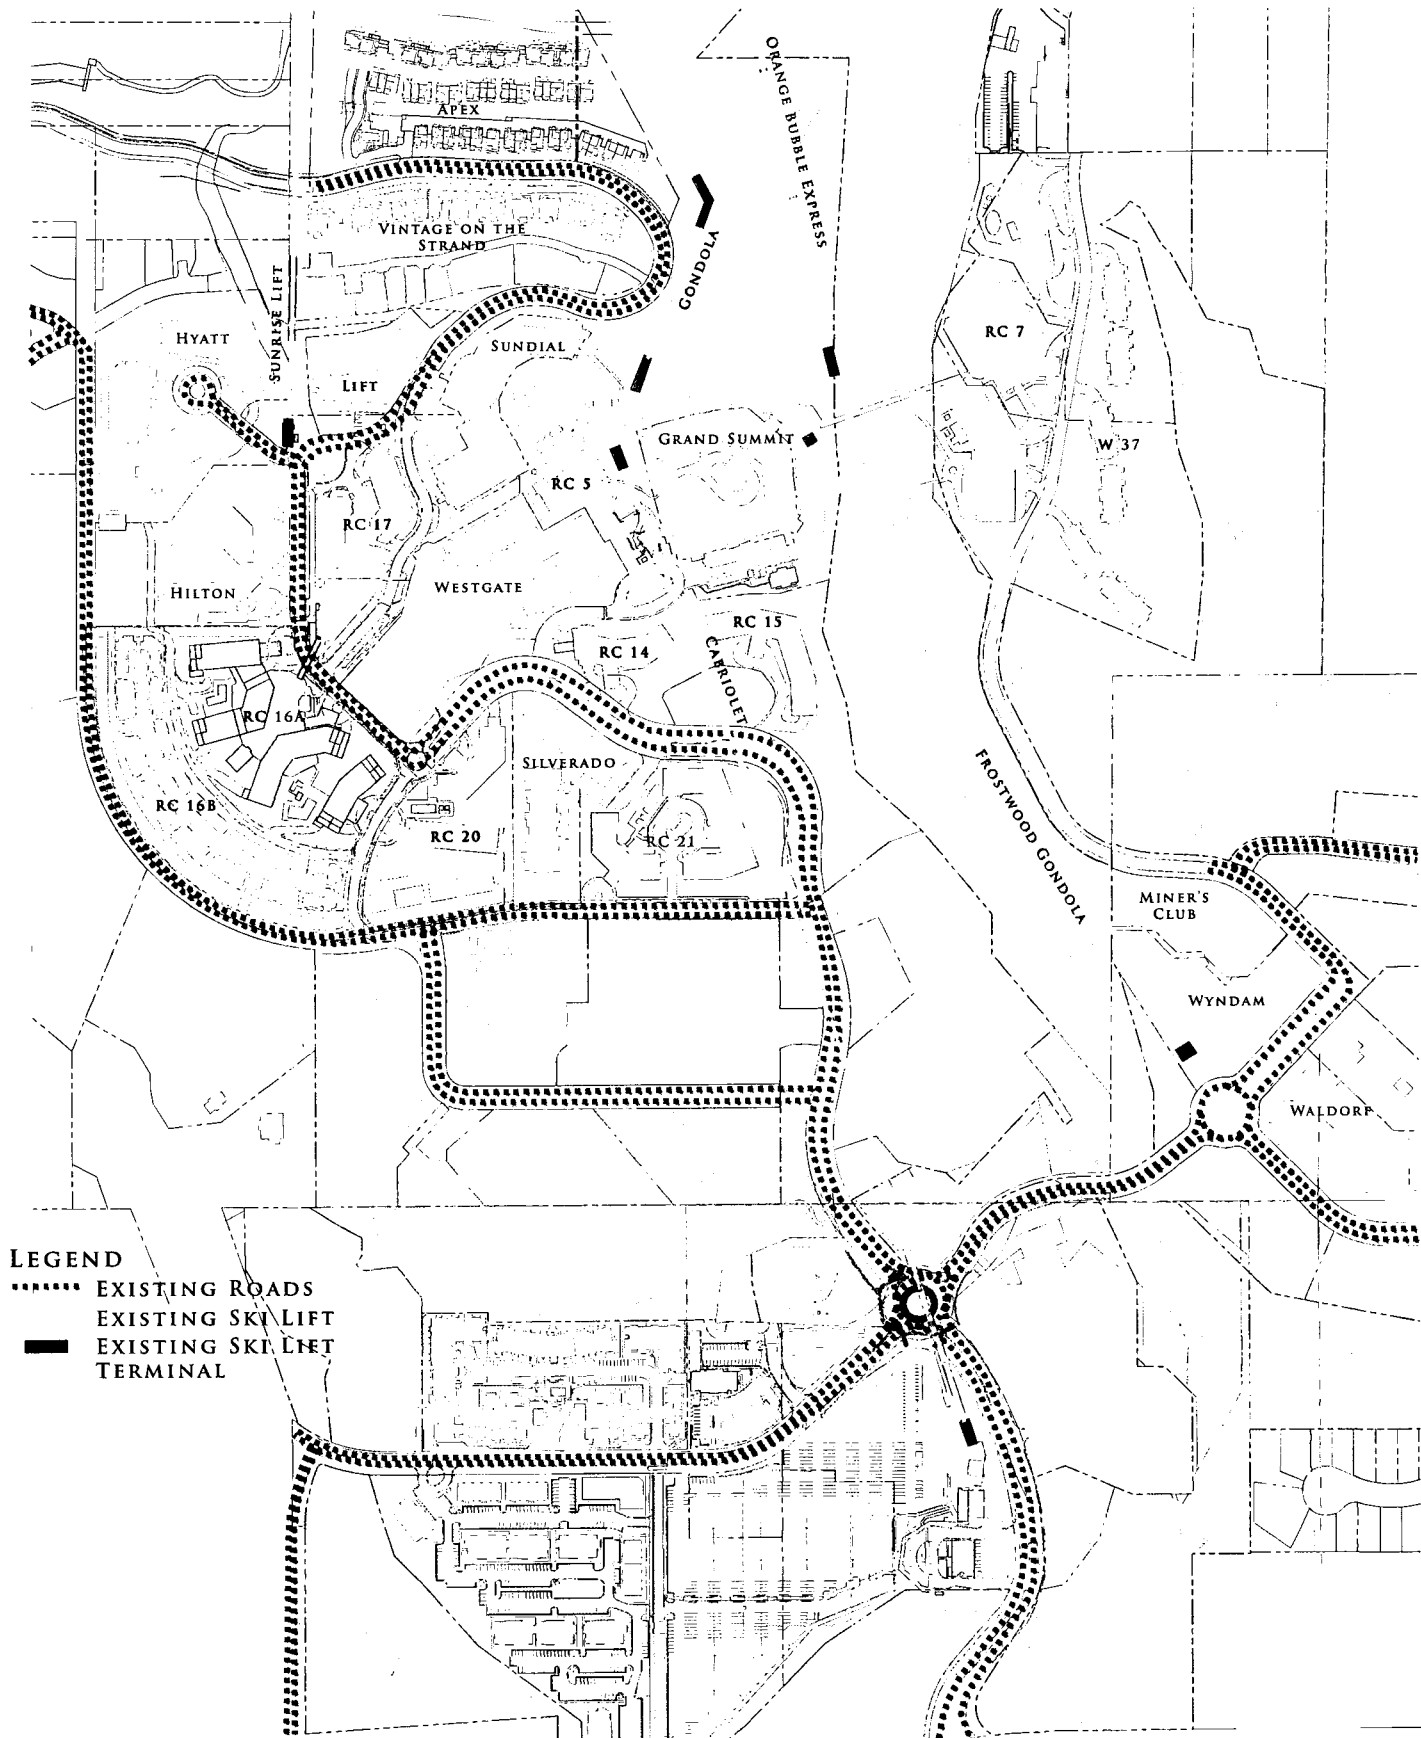 APEX
ORANGE BUBBLE EXPRESS
VINTAGE ON THE
STRAND
GONDOLA
SUNRISE LIFT
HYATT
LIFT
SUNDIAL
RC 7
GRAND SUMMIT
W 37
RC 5
RC 17
WESTGATE
HILTON
RC 15
RC 14
CABRIOLET
RC 16A
SILVERADO
FROSTWOOD GONDOLA
RC 16B
RC 20
RC 21
MINER'S
CLUB
WYNDAM
WALDORF
LEGEND
EXISTING ROADS
EXISTING SKI LIFT
EXISTING SKI LIFT
TERMINAL